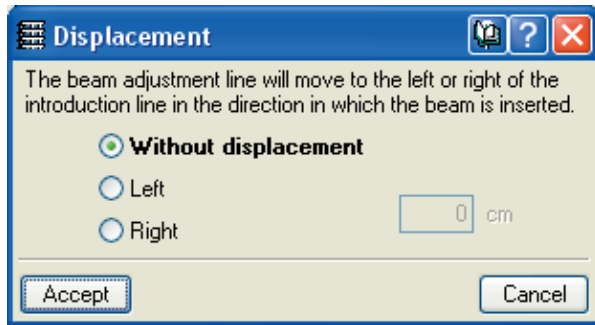 Displacement
The beam adjustment line will move to the left or right of the
introduction line in the direction in which the beam is inserted.
Without displacement
Left
0 cm
Right
Accept Cancel